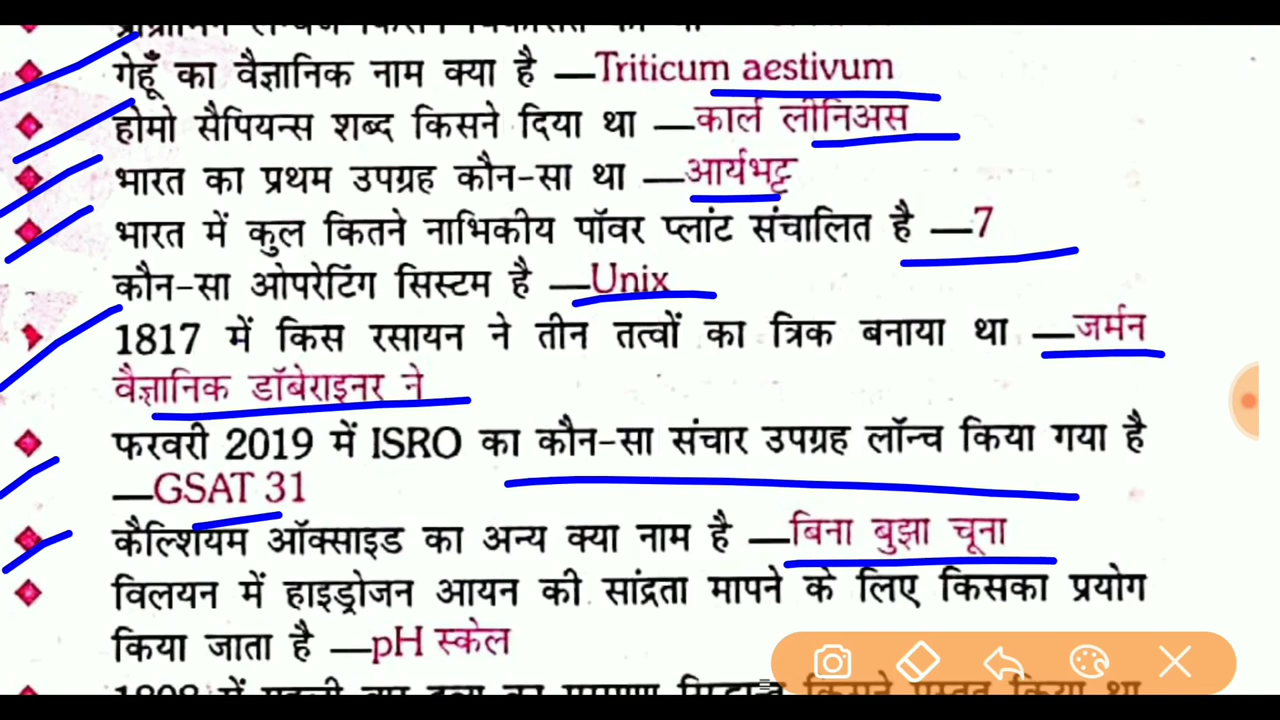 गेहूँ का वैज्ञानिक नाम क्या है —Triticum aestivum
होमो सैपियन्स शब्द किसने दिया था —कार्ल लीनिअस
भारत का प्रथम उपग्रह कौन-सा था —आर्यभट्ट
भारत में कुल कितने नाभिकीय पॉवर प्लांट संचालित है —7
कौन-सा ओपरेटिंग सिस्टम है —Unix
1817 में किस रसायन ने तीन तत्वों का त्रिक बनाया था —जर्मन
वैज्ञानिक डॉबेराइनर ने
फरवरी 2019 में ISRO का कौन-सा संचार उपग्रह लॉन्च किया गया है
—GSAT 31
कैल्शियम ऑक्साइड का अन्य क्या नाम है —बिना बुझा चूना
विलयन में हाइड्रोजन आयन की सांद्रता मापने के लिए किसका प्रयोग
किया जाता है —pH स्केल